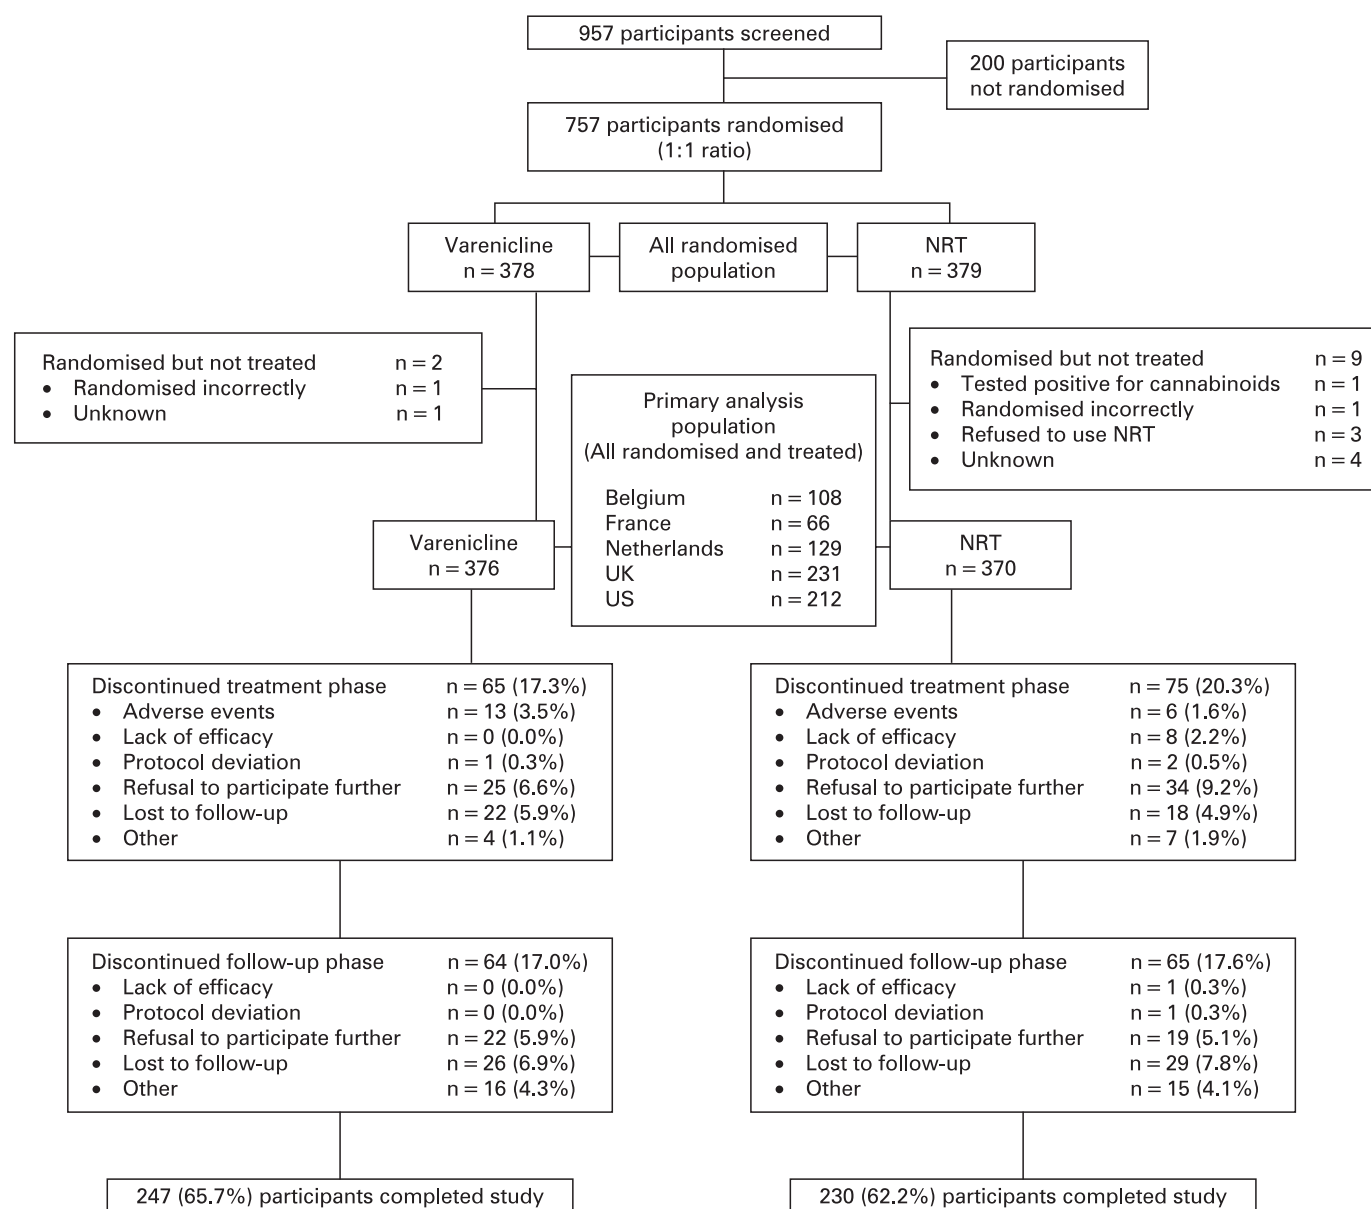 957 participants screened
200 participants
not randomised
757 participants randomised
(1:1 ratio)
Varenicline
n = 378
All randomised
population
NRT
n = 379
Randomised but not treated n = 2
• Randomised incorrectly n = 1
• Unknown n = 1
Randomised but not treated n = 9
• Tested positive for cannabinoids n = 1
• Randomised incorrectly n = 1
• Refused to use NRT n = 3
• Unknown n = 4
Primary analysis
population
(All randomised and treated)
Belgium n = 108
France n = 66
Netherlands n = 129
UK n = 231
US n = 212
Varenicline
n = 376
NRT
n = 370
Discontinued treatment phase n = 65 (17.3%)
• Adverse events n = 13 (3.5%)
• Lack of efficacy n = 0 (0.0%)
• Protocol deviation n = 1 (0.3%)
• Refusal to participate further n = 25 (6.6%)
• Lost to follow-up n = 22 (5.9%)
• Other n = 4 (1.1%)
Discontinued treatment phase n = 75 (20.3%)
• Adverse events n = 6 (1.6%)
• Lack of efficacy n = 8 (2.2%)
• Protocol deviation n = 2 (0.5%)
• Refusal to participate further n = 34 (9.2%)
• Lost to follow-up n = 18 (4.9%)
• Other n = 7 (1.9%)
Discontinued follow-up phase n = 64 (17.0%)
• Lack of efficacy n = 0 (0.0%)
• Protocol deviation n = 0 (0.0%)
• Refusal to participate further n = 22 (5.9%)
• Lost to follow-up n = 26 (6.9%)
• Other n = 16 (4.3%)
Discontinued follow-up phase n = 65 (17.6%)
• Lack of efficacy n = 1 (0.3%)
• Protocol deviation n = 1 (0.3%)
• Refusal to participate further n = 19 (5.1%)
• Lost to follow-up n = 29 (7.8%)
• Other n = 15 (4.1%)
247 (65.7%) participants completed study
230 (62.2%) participants completed study